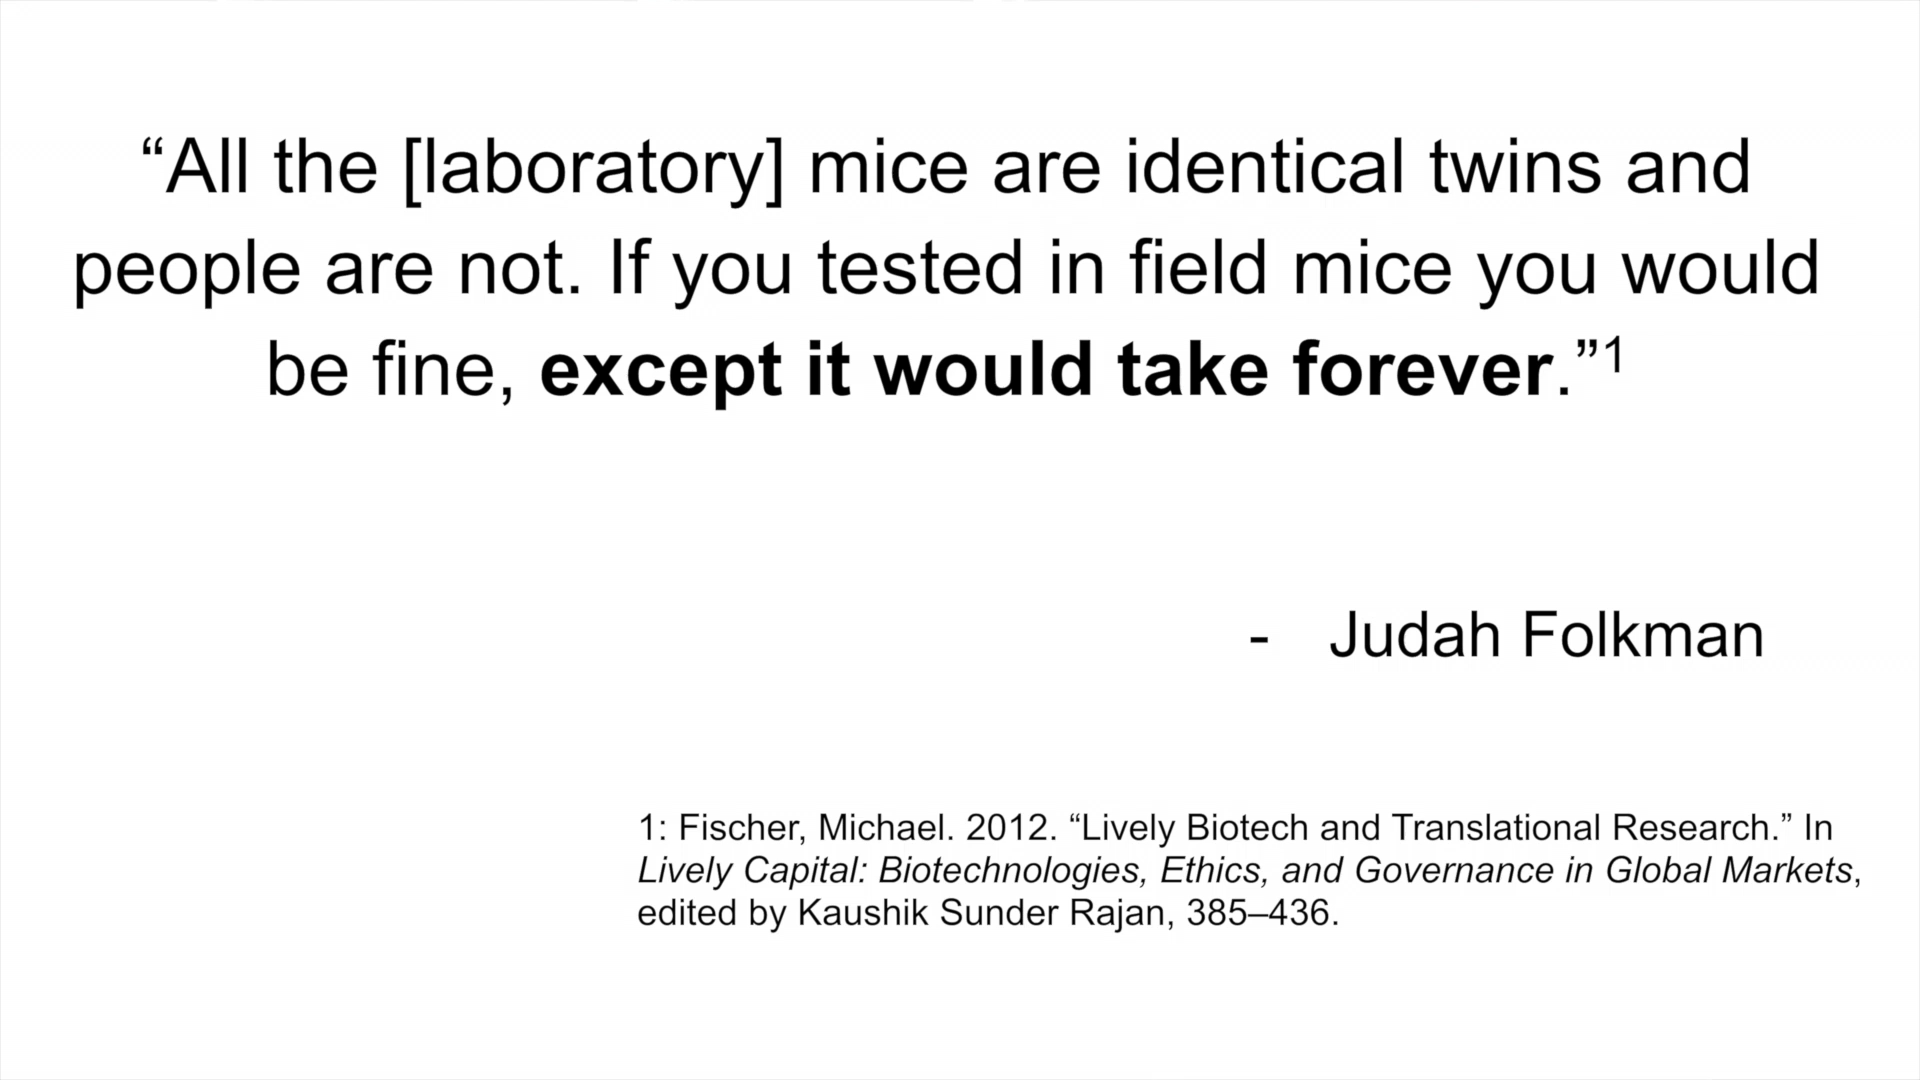 “All the [laboratory] mice are identical twins and
people are not. If you tested in field mice you would
be fine, except it would take forever.”1
- Judah Folkman
1: Fischer, Michael. 2012. “Lively Biotech and Translational Research.” In
Lively Capital: Biotechnologies, Ethics, and Governance in Global Markets,
edited by Kaushik Sunder Rajan, 385–436.